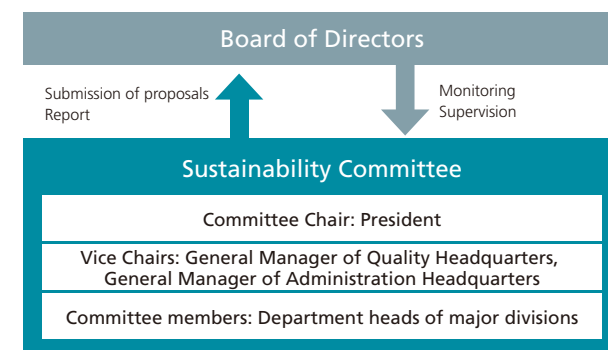 Board of Directors
Submission of proposals
Report
Monitoring
Supervision
Sustainability Committee
Committee Chair: President
Vice Chairs: General Manager of Quality Headquarters,
General Manager of Administration Headquarters
Committee members: Department heads of major divisions